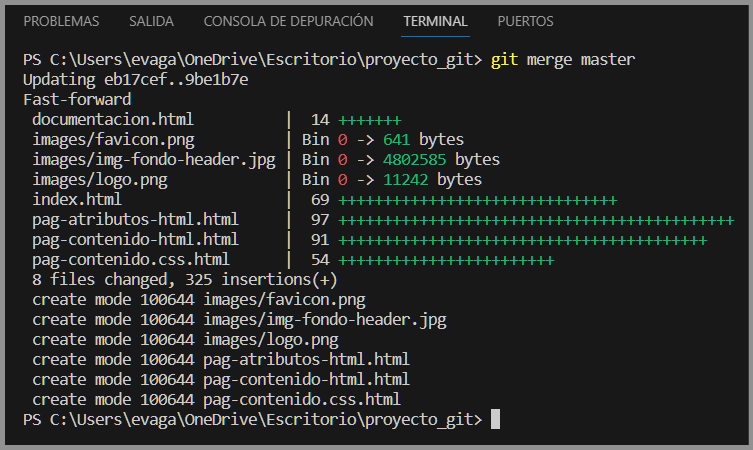 PROBLEMAS SALIDA CONSOLA DE DEPURACIÓN TERMINAL PUERTOS
PS C:\Users\evaga\OneDrive\Escritorio\proyecto_git> git merge master
Updating eb17cef..9be1b7e
Fast-forward
 documentacion.html          |  14 +++++++
 images/favicon.png          | Bin 0 -> 641 bytes
 images/img-fondo-header.jpg | Bin 0 -> 4802585 bytes
 images/logo.png             | Bin 0 -> 11242 bytes
 index.html                  |  69 +++++++++++++++++++++++++++++++
 pag-atributos-html.html     |  97 ++++++++++++++++++++++++++++++++++++++++++++
 pag-contenido-html.html     |  91 +++++++++++++++++++++++++++++++++++++++++
 pag-contenido.css.html      |  54 ++++++++++++++++++++++++
 8 files changed, 325 insertions(+)
 create mode 100644 images/favicon.png
 create mode 100644 images/img-fondo-header.jpg
 create mode 100644 images/logo.png
 create mode 100644 pag-atributos-html.html
 create mode 100644 pag-contenido-html.html
 create mode 100644 pag-contenido.css.html
PS C:\Users\evaga\OneDrive\Escritorio\proyecto_git>